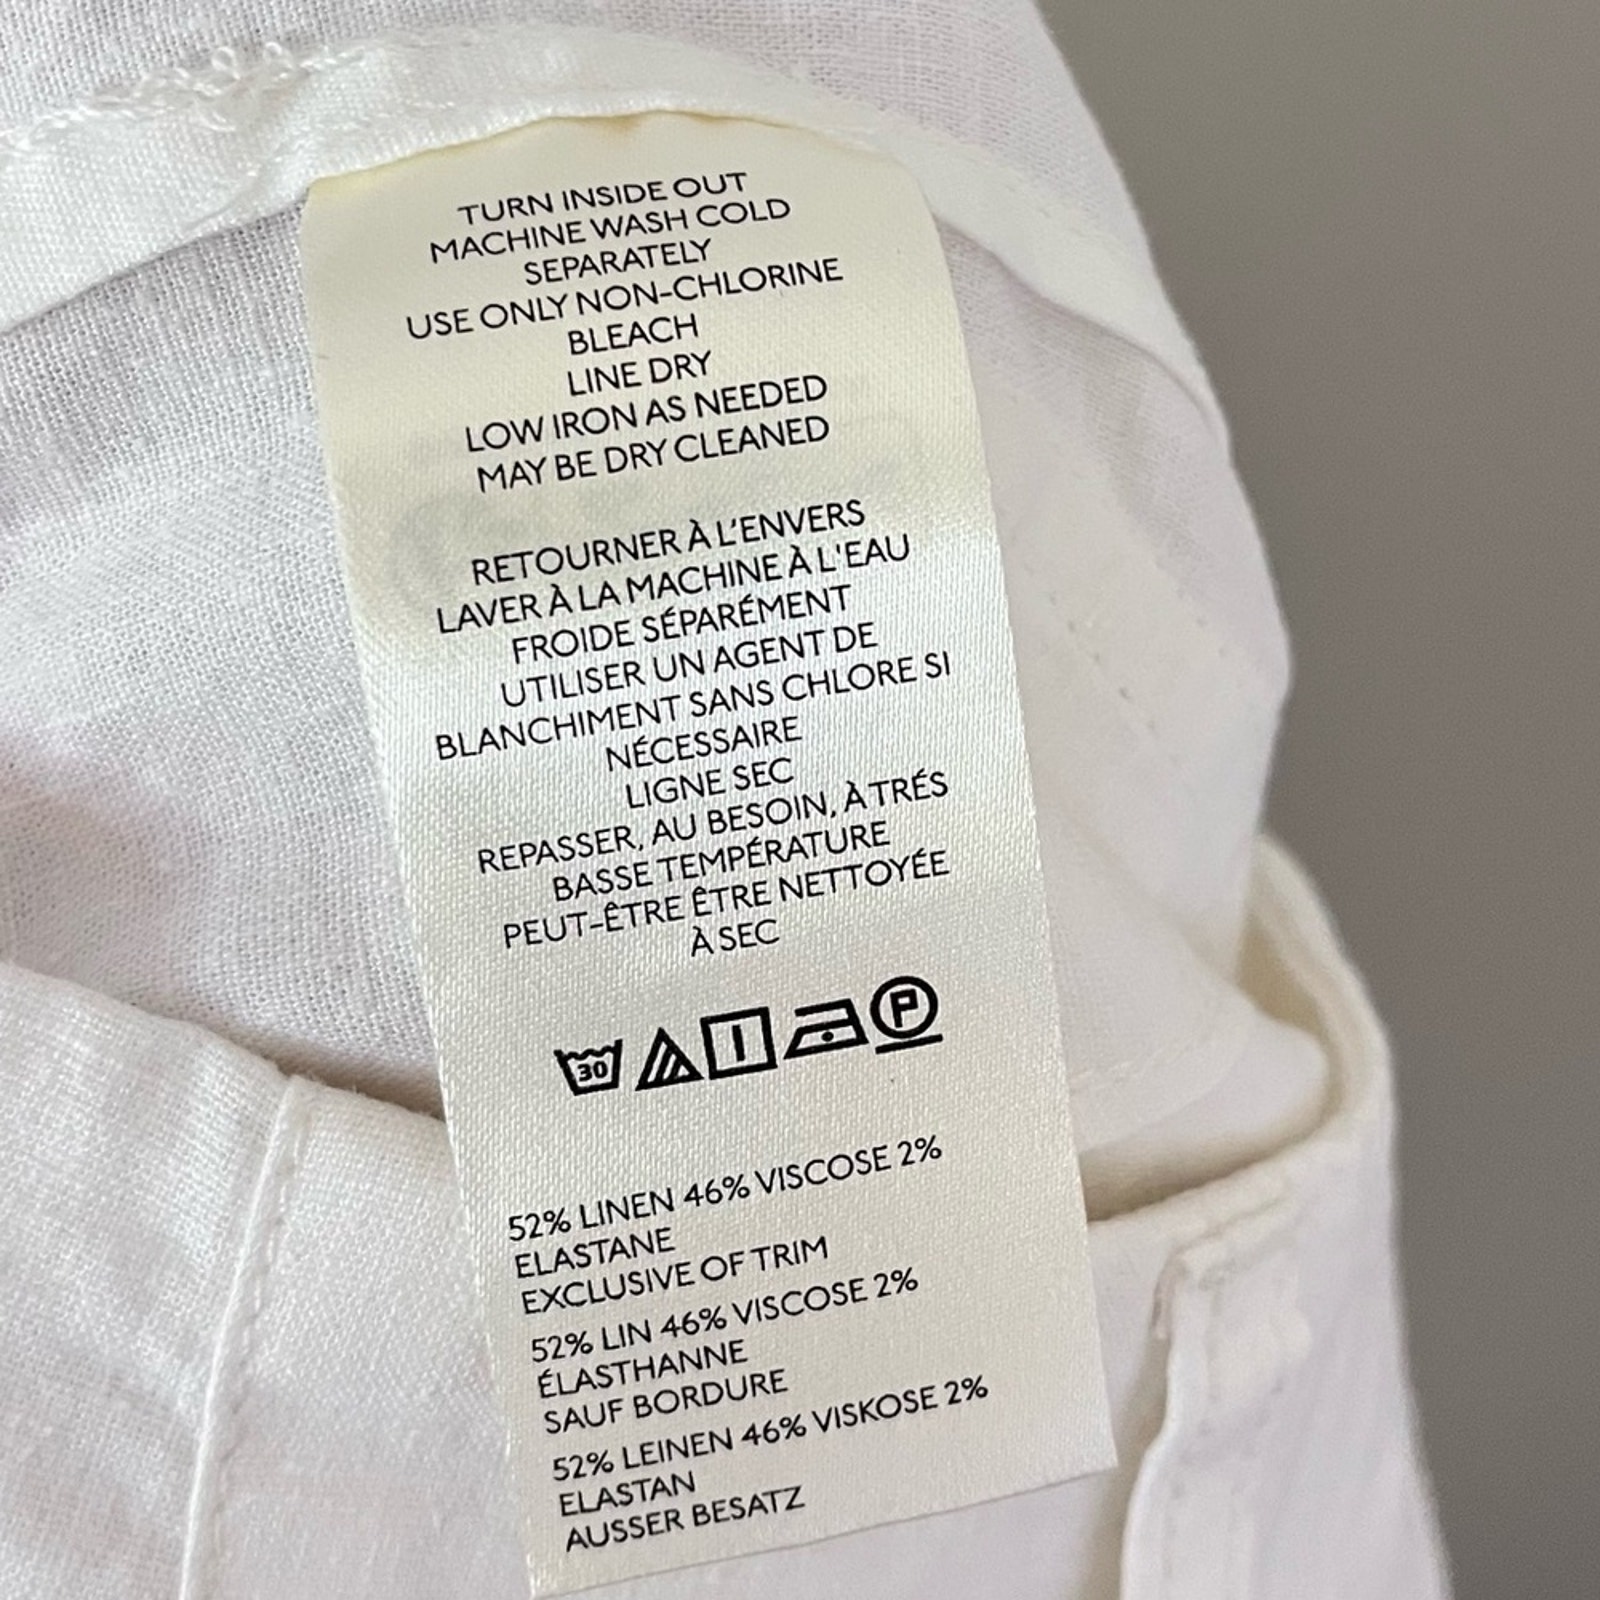 TURN INSIDE OUT
MACHINE WASH COLD
SEPARATELY
USE ONLY NON-CHLORINE
BLEACH
LINE DRY
LOW IRON AS NEEDED
MAY BE DRY CLEANED
RETOURNER À L'ENVERS
LAVER À LA MACHINE À L'EAU
FROIDE SÉPARÉMENT
UTILISER UN AGENT DE
BLANCHIMENT SANS CHLORE SI
NÉCESSAIRE
LIGNE SEC
REPASSER, AU BESOIN, À TRÉS
BASSE TEMPÉRATURE
PEUT-ÊTRE ÊTRE NETTOYÉE
À SEC
30 P
52% LINEN 46% VISCOSE 2%
ELASTANE
EXCLUSIVE OF TRIM
52% LIN 46% VISCOSE 2%
ÉLASTHANNE
SAUF BORDURE
52% LEINEN 46% VISKOSE 2%
ELASTAN
AUSSER BESATZ